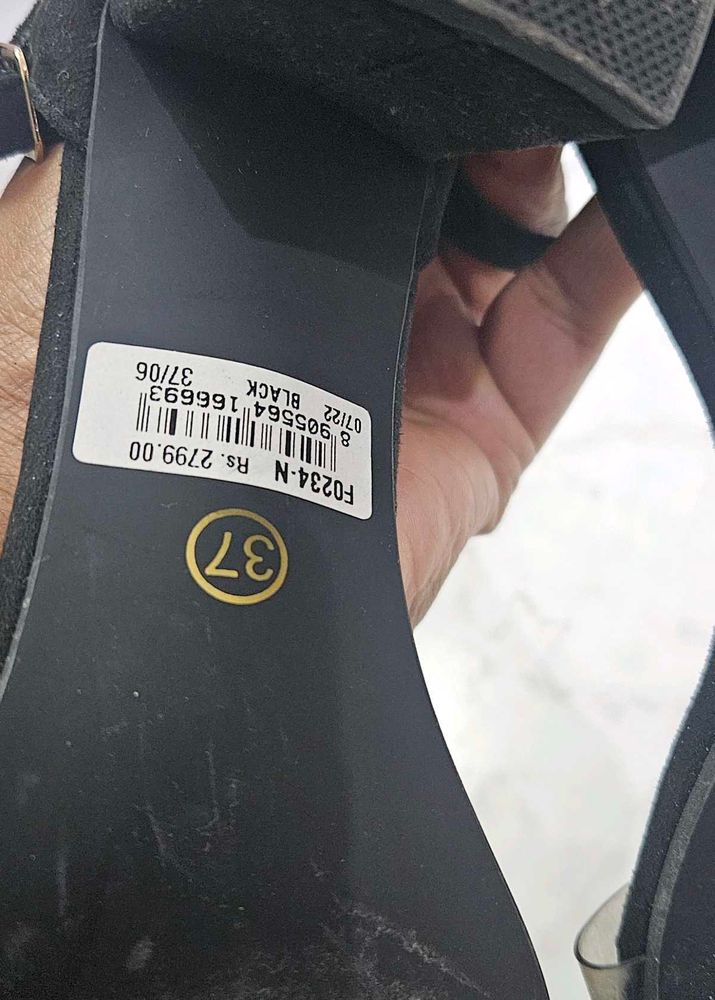 F0234-N Rs. 2799.00
8 905564 166693
07/22 BLACK 37/06
37